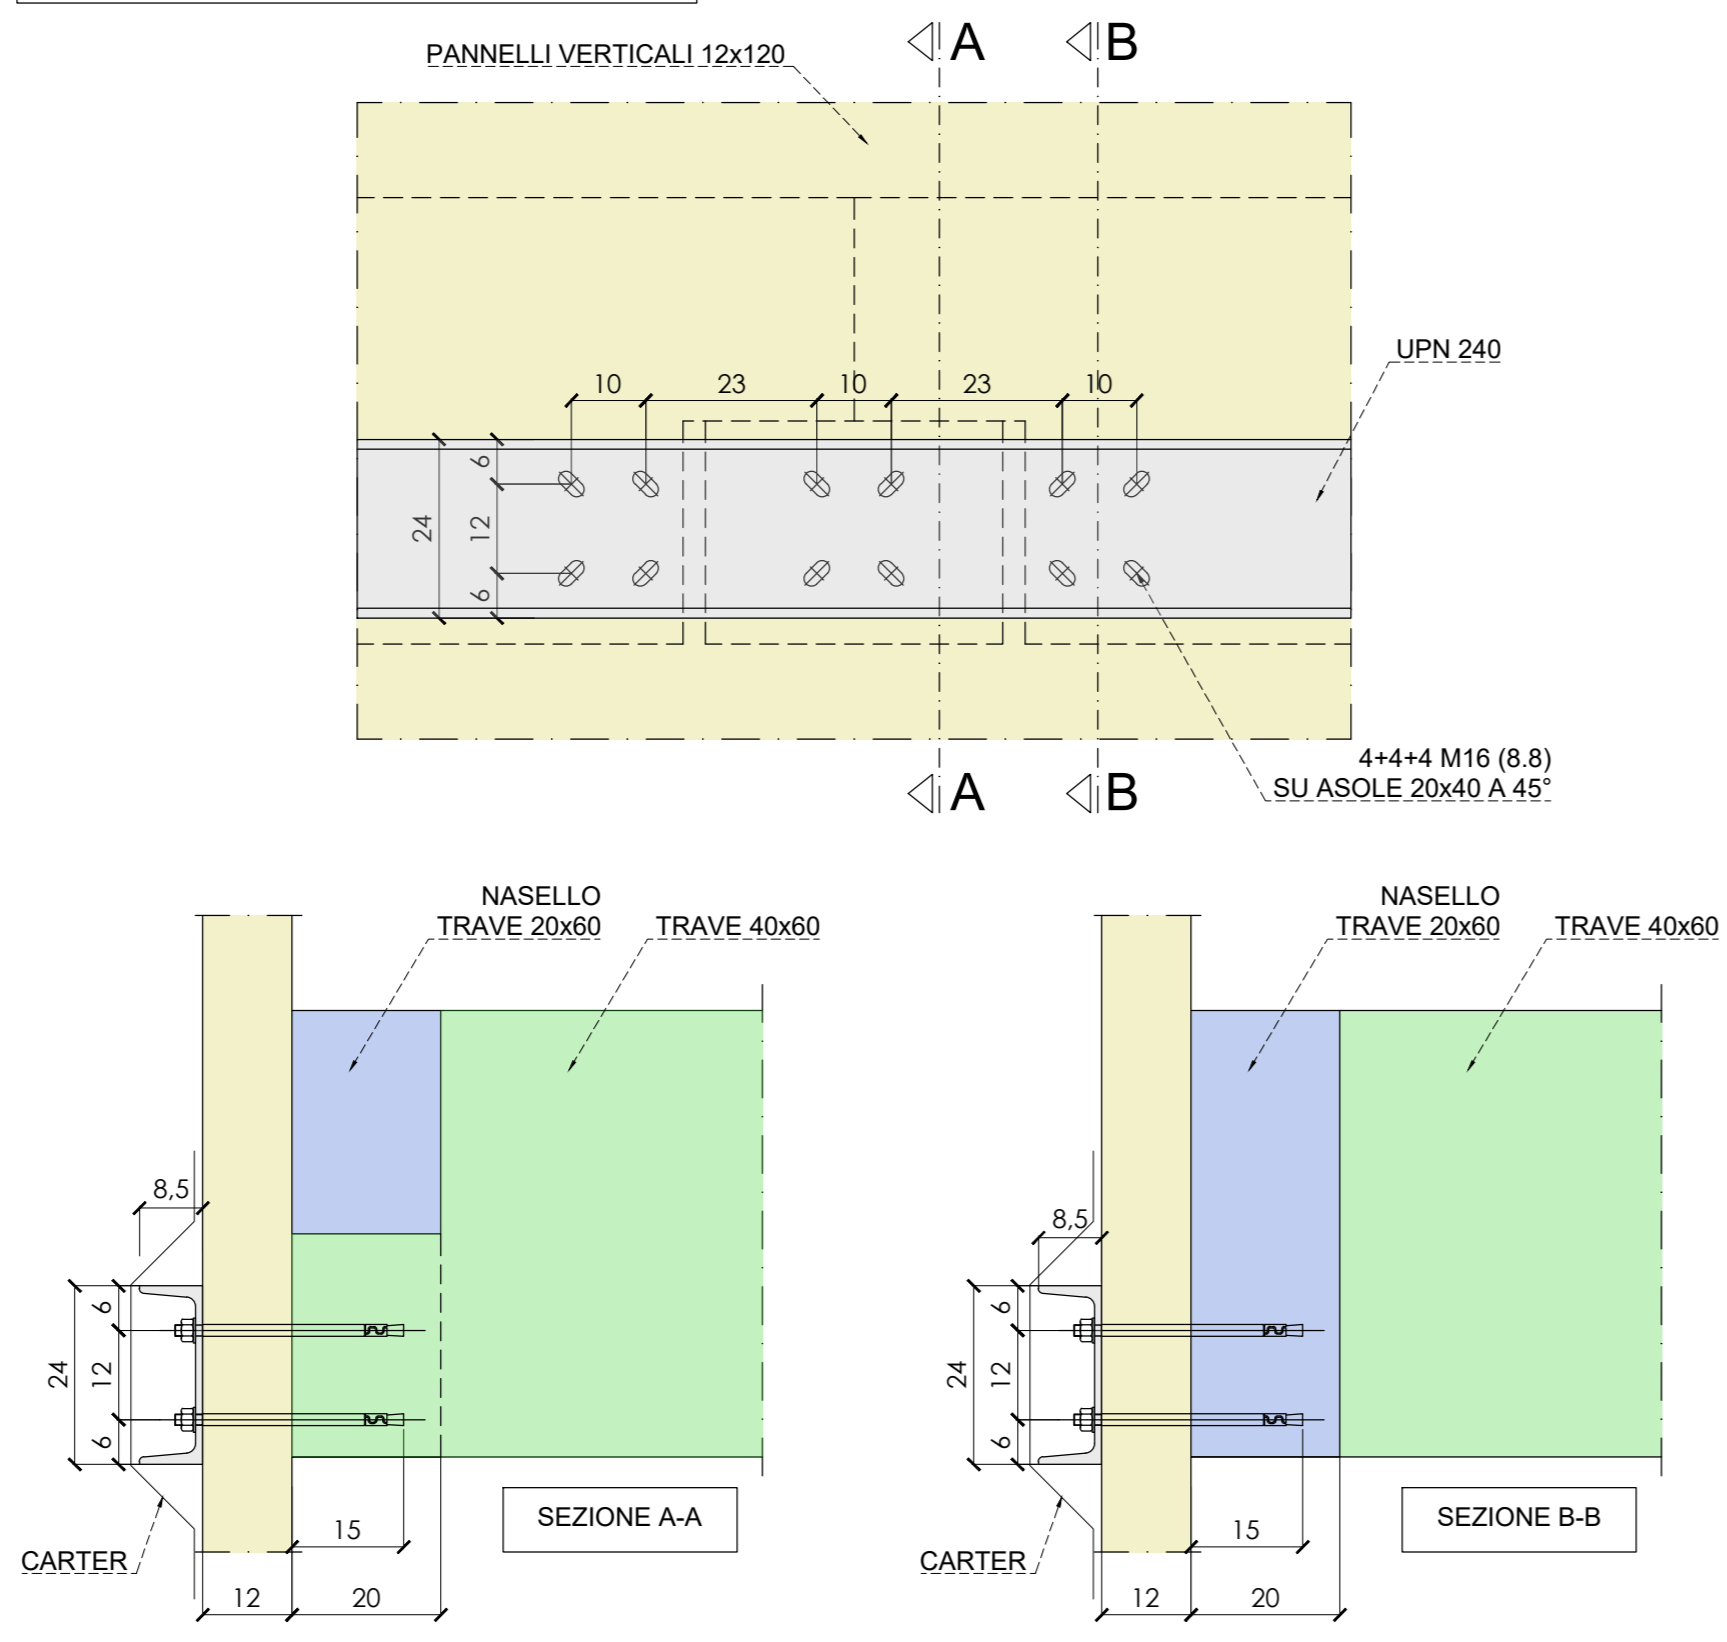 A
B
PANNELLI VERTICALI 12x120
UPN 240
10
23
10
23
10
6
24
12
6
4+4+4 M16 (8.8)
SU ASOLE 20x40 A 45°
A
B
NASELLO
TRAVE 20x60
TRAVE 40x60
8,5
6
24
12
6
SEZIONE A-A
15
CARTER
12
20
NASELLO
TRAVE 20x60
TRAVE 40x60
8,5
6
24
12
6
SEZIONE B-B
15
CARTER
12
20